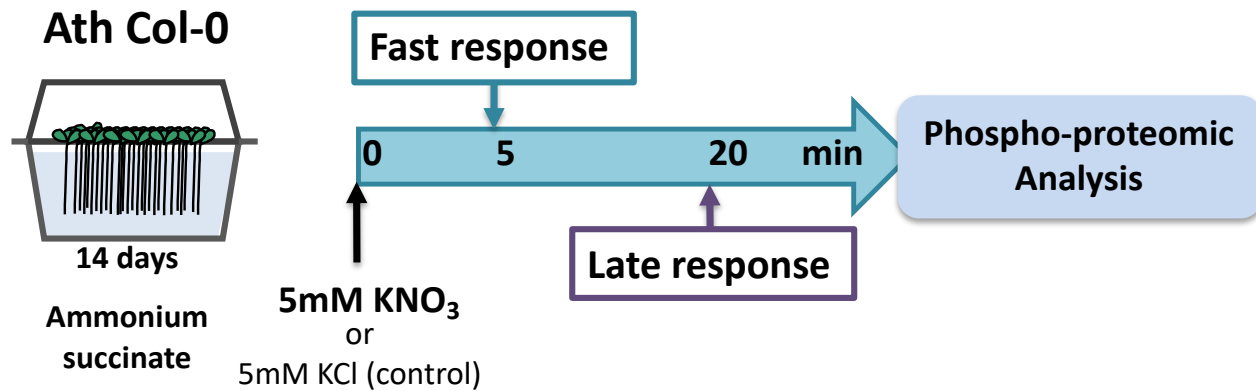 Ath Col-0
14 days
Ammonium
succinate
Fast response
0 5 20 min
Late response
5mM KNO₃
or
5mM KCl (control)
Phospho-proteomic
Analysis